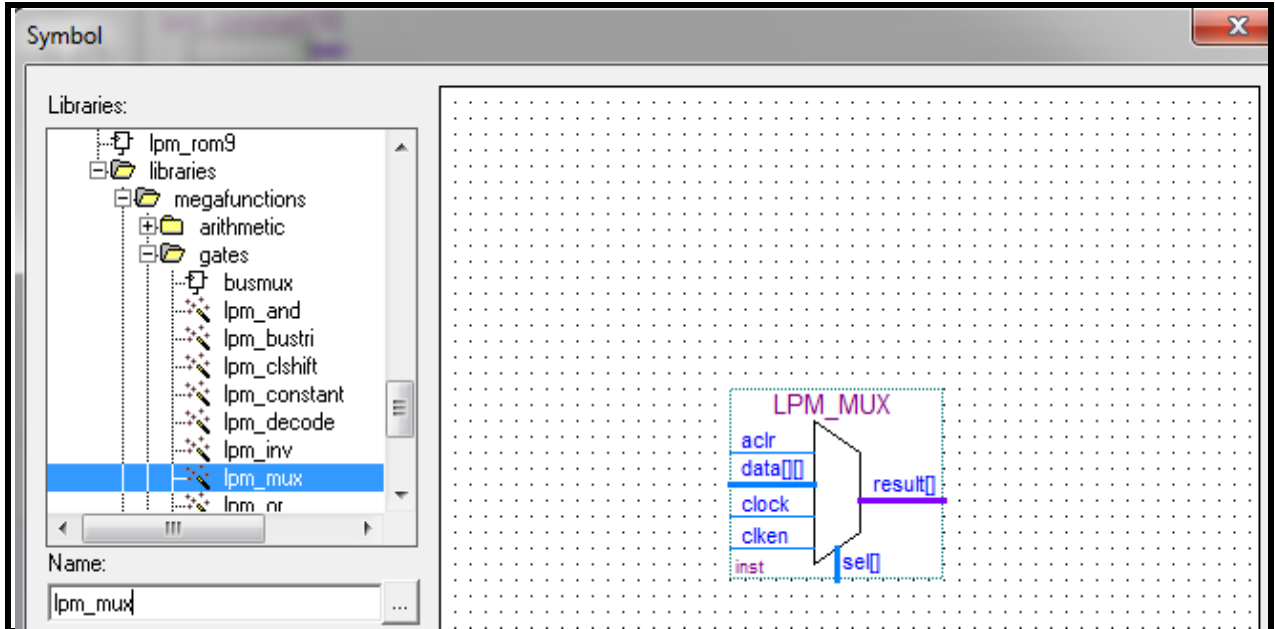 Symbol
X
Libraries:
lpm_rom9
libraries
megafunctions
arithmetic
gates
busmux
lpm_and
lpm_bustri
lpm_clshift
lpm_constant
lpm_decode
lpm_inv
lpm_mux
lpm_or
Name:
lpm_mux
...
LPM_MUX
aclr
data[][]
result[]
clock
clken
inst
sel[]